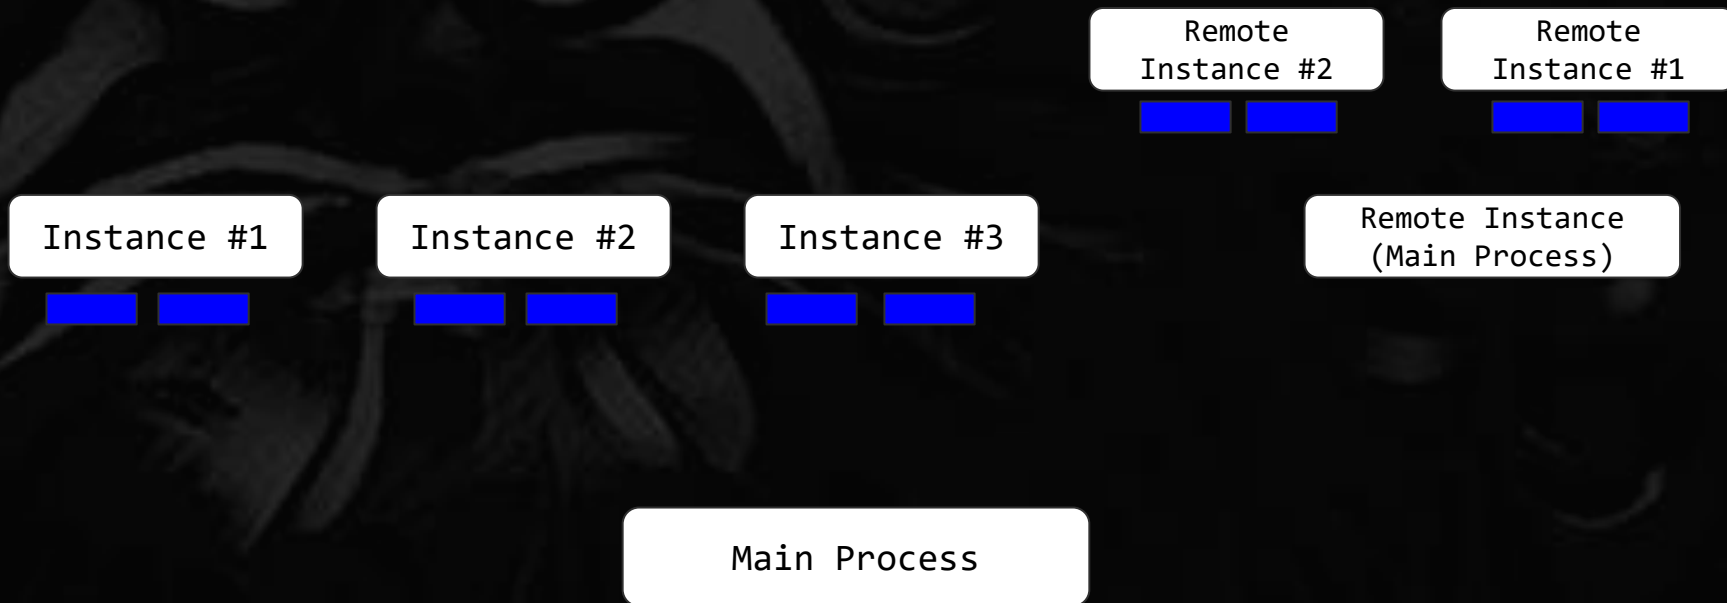 Remote
Instance #2
Remote
Instance #1
Instance #1
Instance #2
Instance #3
Remote Instance
(Main Process)
Main Process